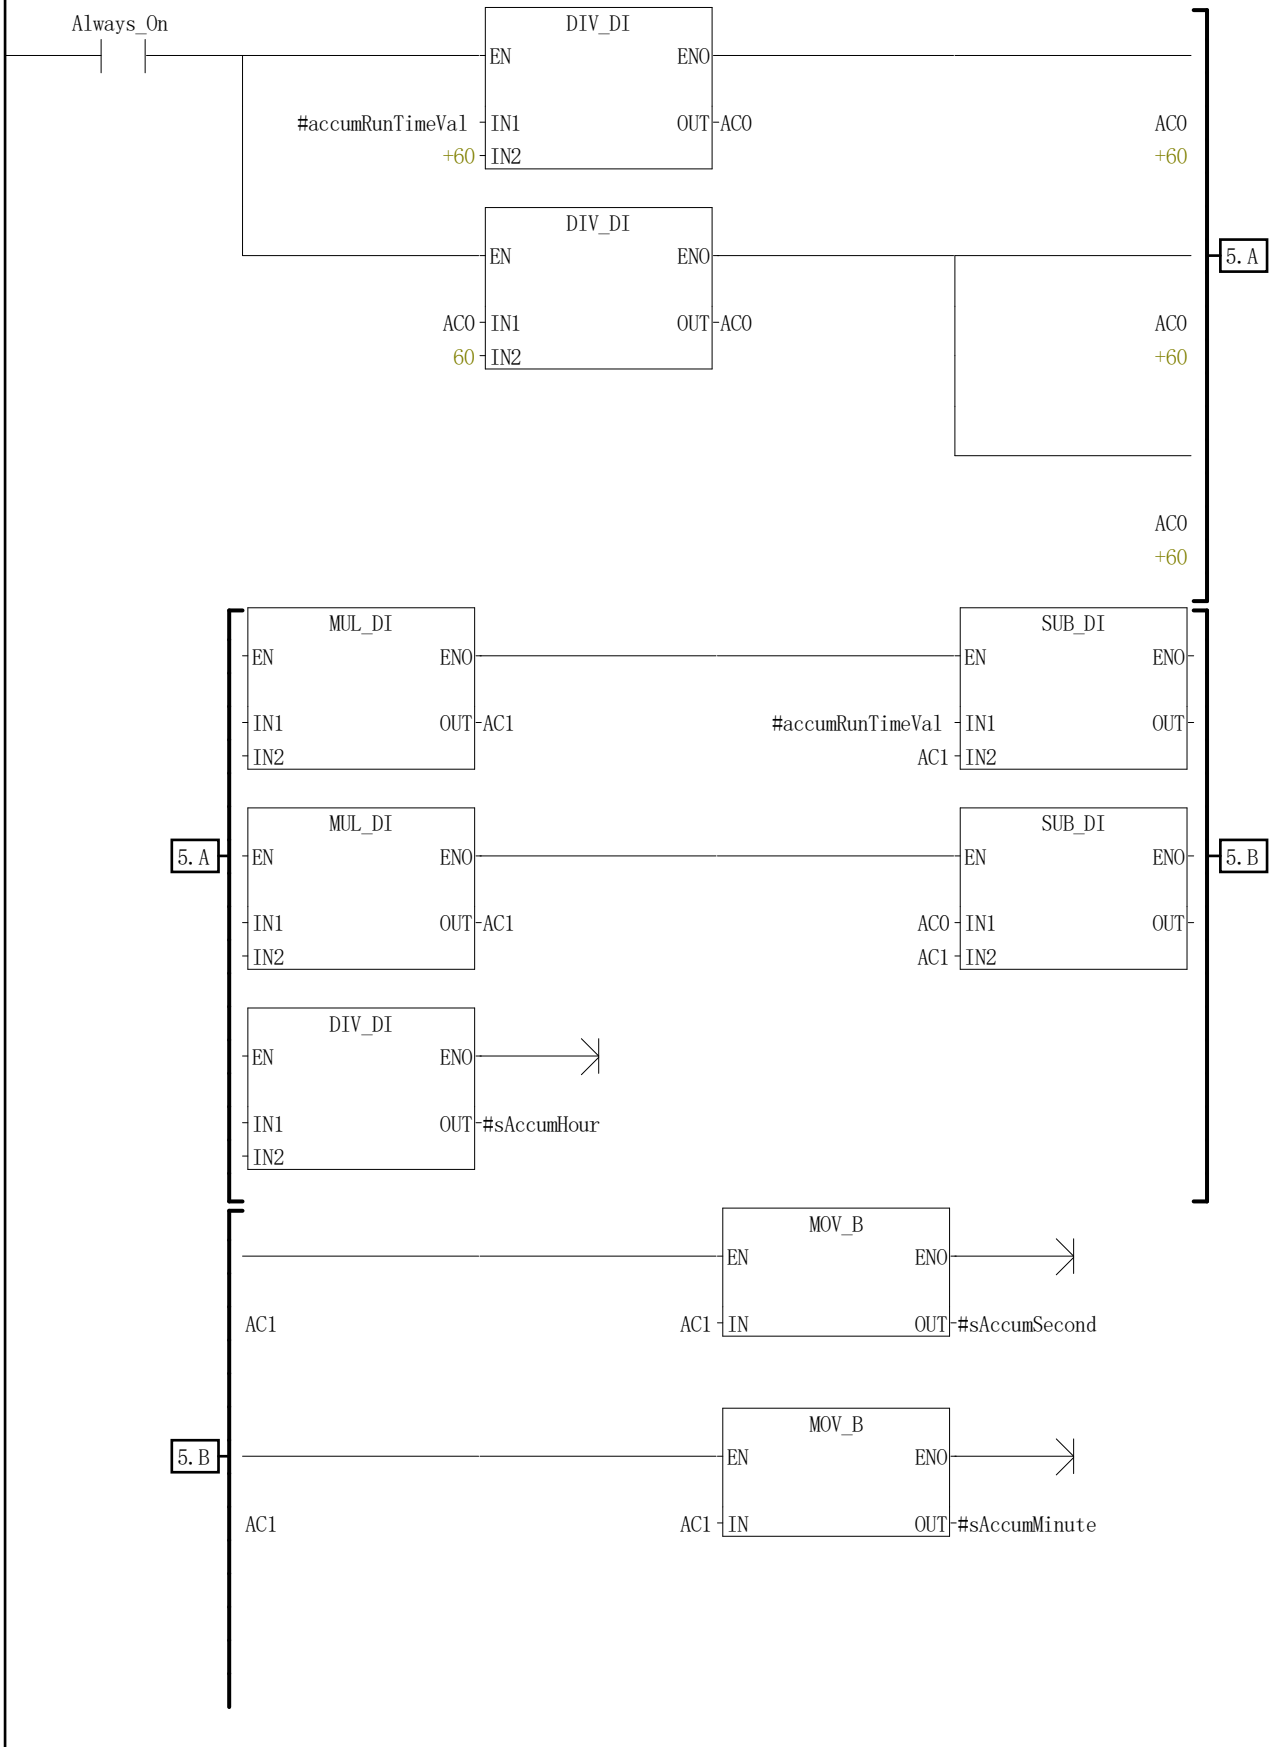 Always_On
DIV_DI
EN ENO
#accumRunTimeVal IN1 OUT AC0 AC0
+60 IN2 +60
DIV_DI
EN ENO 5.A
AC0 IN1 OUT AC0 AC0
60 IN2 +60
AC0
+60
MUL_DI SUB_DI
EN ENO EN ENO
IN1 OUT AC1 #accumRunTimeVal IN1 OUT
IN2 AC1 IN2
MUL_DI SUB_DI
5.A EN ENO EN ENO 5.B
IN1 OUT AC1 AC0 IN1 OUT
IN2 AC1 IN2
DIV_DI
EN ENO
IN1 OUT #sAccumHour
IN2
MOV_B
EN ENO
AC1 AC1 IN OUT #sAccumSecond
MOV_B
5.B EN ENO
AC1 AC1 IN OUT #sAccumMinute